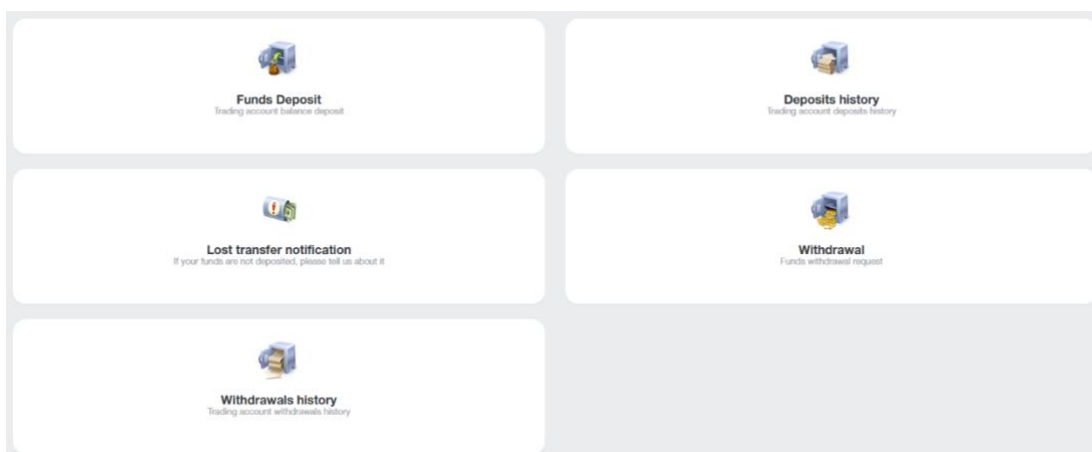 Funds Deposit
Trading account balance deposit
Deposits history
Trading account deposits history
Lost transfer notification
If your funds are not deposited, please tell us about it
Withdrawal
Funds withdrawal request
Withdrawals history
Trading account withdrawals history